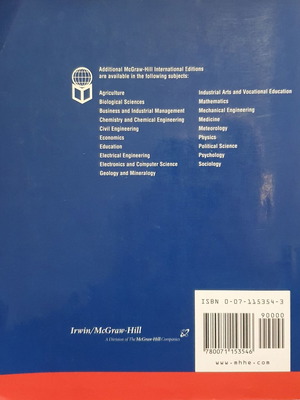 Additional McGraw-Hill International Editions
are available in the following subjects:
Agriculture
Biological Sciences
Business and Industrial Management
Chemistry and Chemical Engineering
Civil Engineering
Economics
Education
Electrical Engineering
Electronics and Computer Science
Geology and Mineralogy
Industrial Arts and Vocational Education
Mathematics
Mechanical Engineering
Medicine
Meteorology
Physics
Political Science
Psychology
Sociology
ISBN 0-07-115354-3
90000
9780071153546
www.mhhe.com
Irwin/McGraw-Hill
A Division of The McGraw-Hill Companies